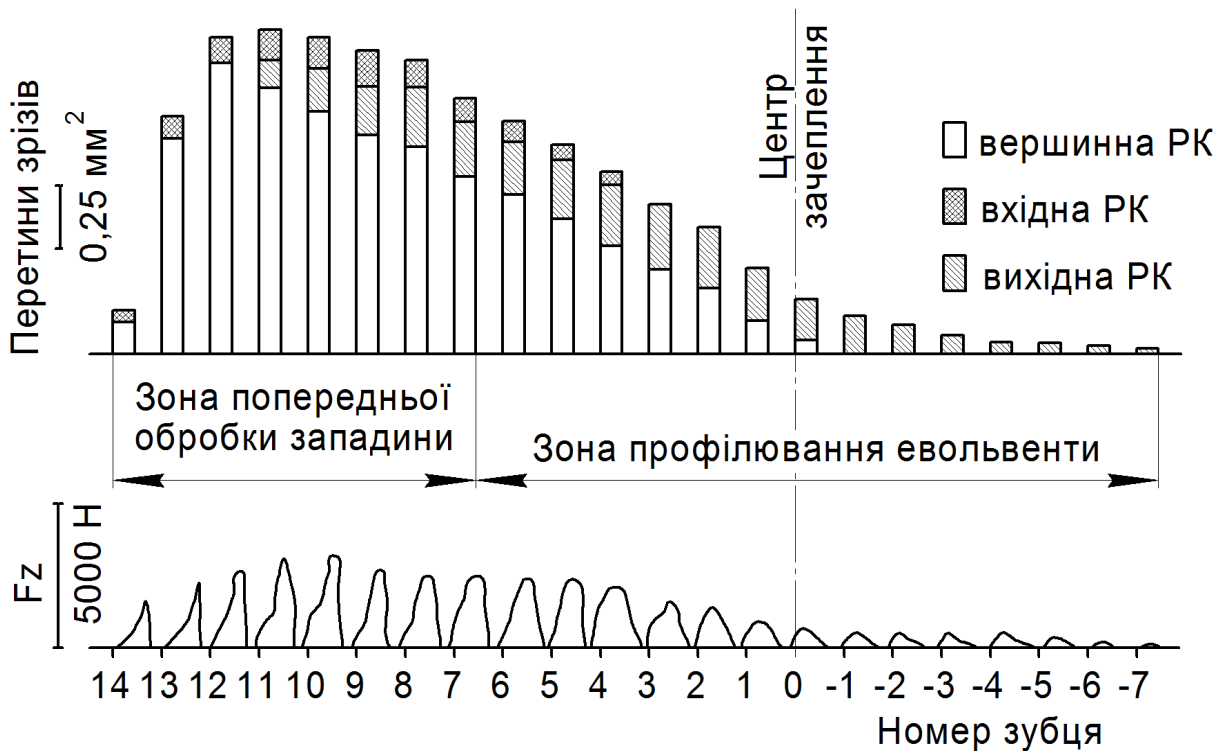 Перетини зрізів
0,25 мм2
Центр
зачеплення
вершинна РК
вхідна РК
вихідна РК
Зона попередньої
обробки западини
Зона профілювання евольвенти
Fz
5000 Н
14 13 12 11 10 9 8 7 6 5 4 3 2 1 0 -1 -2 -3 -4 -5 -6 -7
Номер зубця